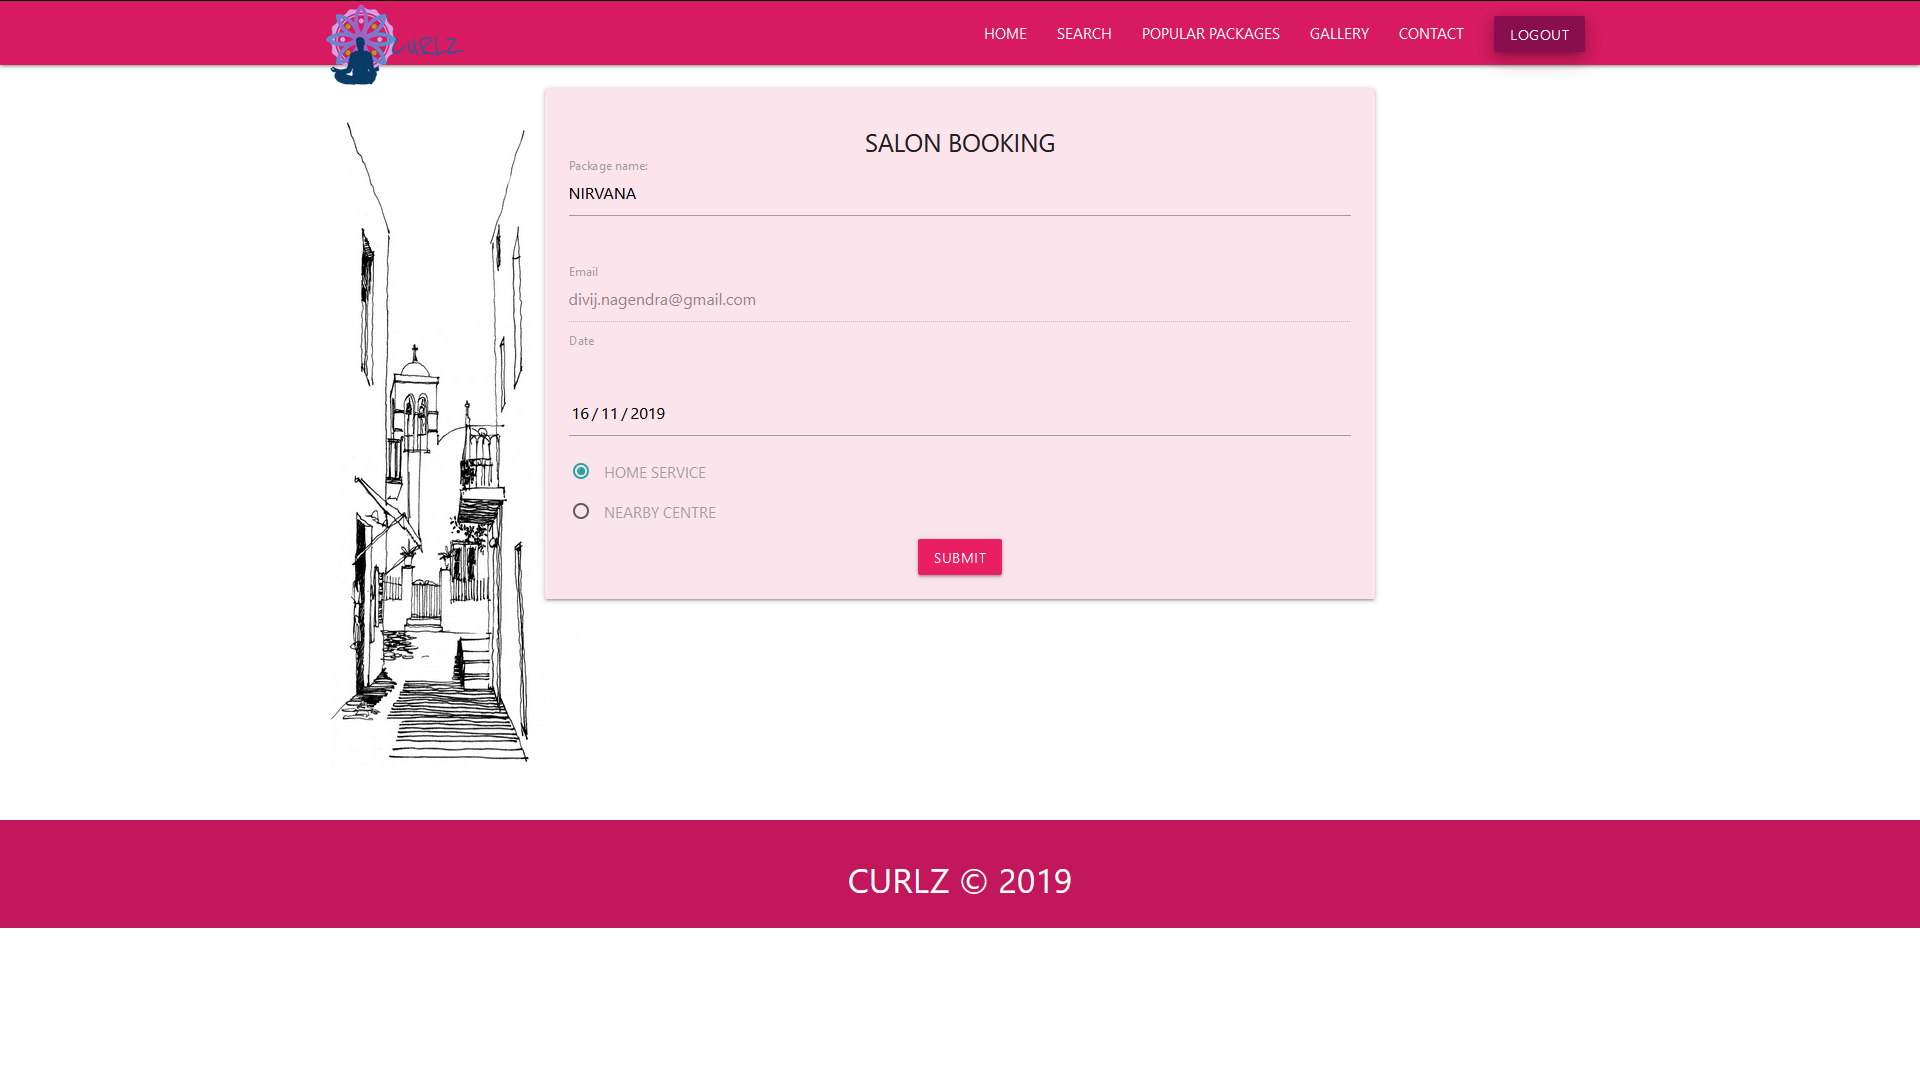 CURLZ
HOME SEARCH POPULAR PACKAGES GALLERY CONTACT LOGOUT
SALON BOOKING
Package name:
NIRVANA
Email
divij.nagendra@gmail.com
Date
16/11/2019
HOME SERVICE
NEARBY CENTRE
SUBMIT
CURLZ © 2019